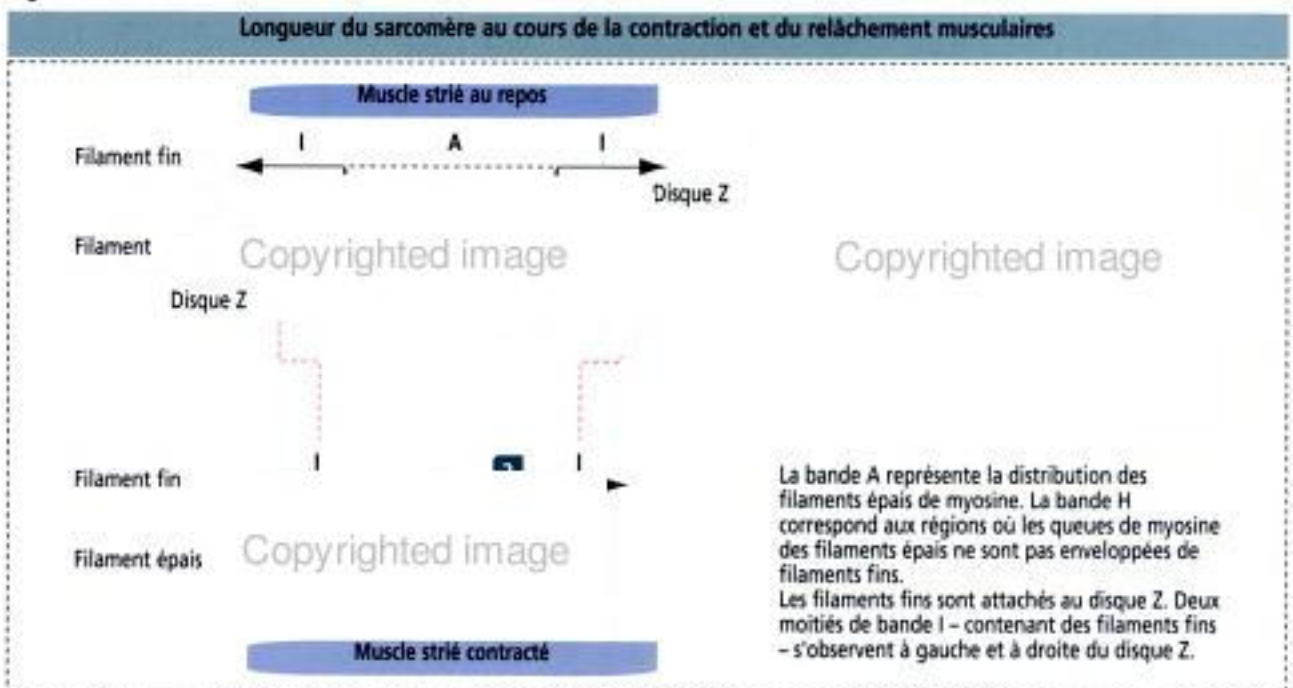 Longueur du sarcomère au cours de la contraction et du relâchement musculaires
Muscle strié au repos
I A I
Filament fin
Disque Z
Filament
Copyrighted image
Copyrighted image
Disque Z
I I
Filament fin
Filament épais
Copyrighted image
Muscle strié contracté
La bande A représente la distribution des
filaments épais de myosine. La bande H
correspond aux régions où les queues de myosine
des filaments épais ne sont pas enveloppées de
filaments fins.
Les filaments fins sont attachés au disque Z. Deux
moitiés de bande I – contenant des filaments fins
– s'observent à gauche et à droite du disque Z.